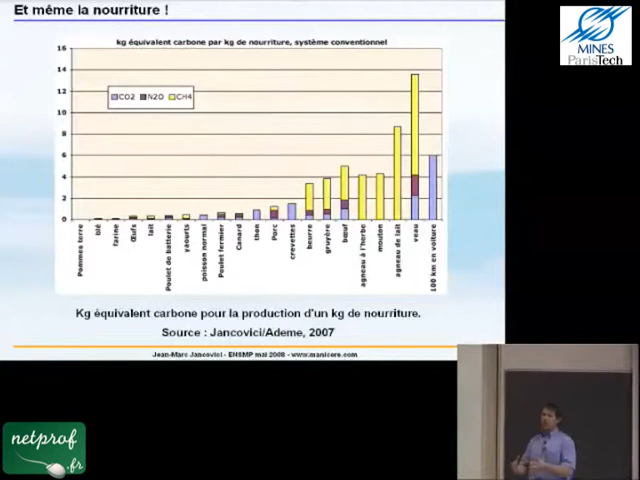 Et même la nourriture !
kg équivalent carbone par kg de nourriture, système conventionnel
16
14
12
10
8
6
4
2
0
CO2 N2O CH4
Pommes terre
blé
farine
Œufs
lait
Poulet de batterie
yaourts
poisson normal
Poulet fermier
Canard
thon
Porc
crevettes
beurre
gruyère
bœuf
agneau à l'herbe
mouton
agneau de lait
veau
100 km en voiture
Kg équivalent carbone pour la production d'un kg de nourriture.
Source : Jancovici/Ademe, 2007
Jean-Marc Jancovici - ENSMP mai 2008 - www.manicore.com
MINES
ParisTech
netprof
.fr